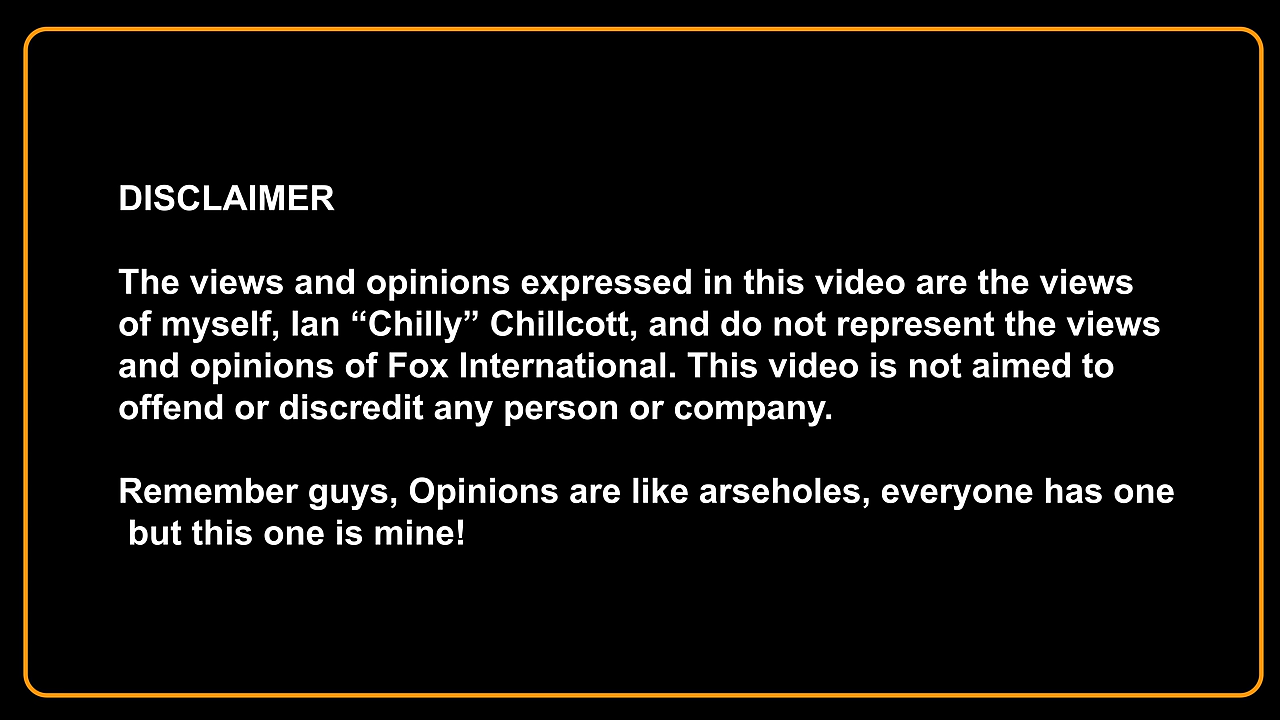 DISCLAIMER
The views and opinions expressed in this video are the views
of myself, Ian “Chilly” Chillcott, and do not represent the views
and opinions of Fox International. This video is not aimed to
offend or discredit any person or company.
Remember guys, Opinions are like arseholes, everyone has one
but this one is mine!